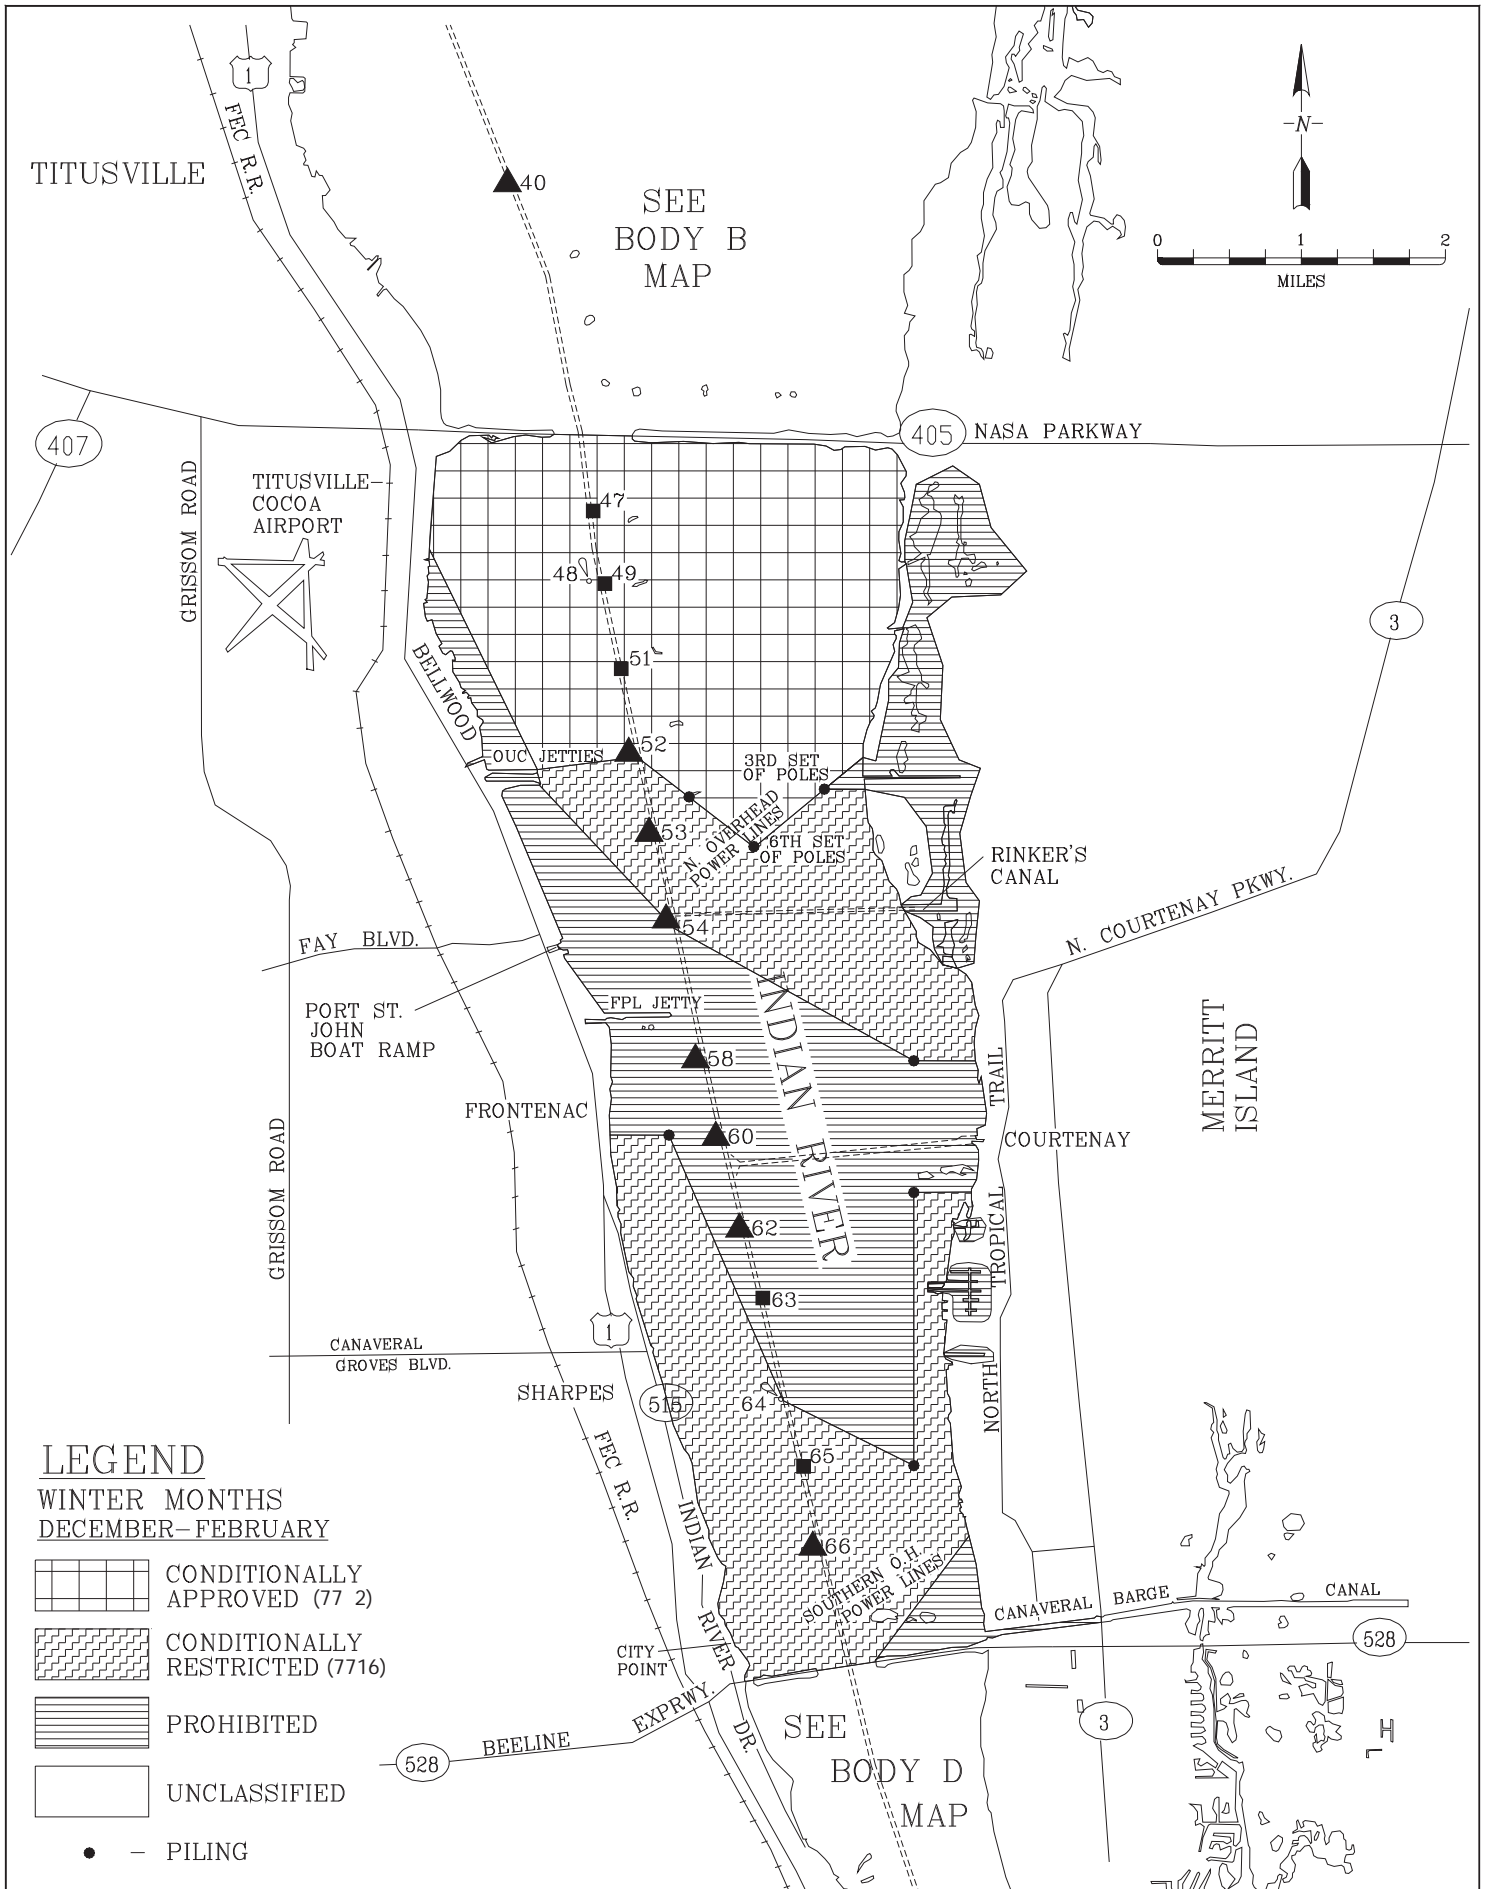 1
FEC R.R.
TITUSVILLE
40
SEE
BODY B
MAP
-N-
0 1 2
MILES
407
405
NASA PARKWAY
GRISSOM ROAD
TITUSVILLE-
COCOA
AIRPORT
47
48
49
3
BELLWOOD
51
52
OUC JETTIES
3RD SET
OF POLES
N. OVERHEAD
POWER LINES
53
6TH SET
OF POLES
RINKER'S
CANAL
54
FAY BLVD.
N. COURTENAY PKWY.
PORT ST.
JOHN
BOAT RAMP
FPL JETTY
INDIAN RIVER
MERRITT
ISLAND
58
FRONTENAC
60
COURTENAY
GRISSOM ROAD
NORTH TROPICAL TRAIL
62
63
1
CANAVERAL
GROVES BLVD.
SHARPES
515
64
FEC R.R.
65
66
INDIAN RIVER DR.
SOUTHERN O.H.
POWER LINES
CANAVERAL BARGE CANAL
528
CITY
POINT
3
BEELINE EXPRWY.
528
SEE
BODY D
MAP
LEGEND
WINTER MONTHS
DECEMBER-FEBRUARY
CONDITIONALLY
APPROVED (77 2)
CONDITIONALLY
RESTRICTED (7716)
PROHIBITED
UNCLASSIFIED
- PILING